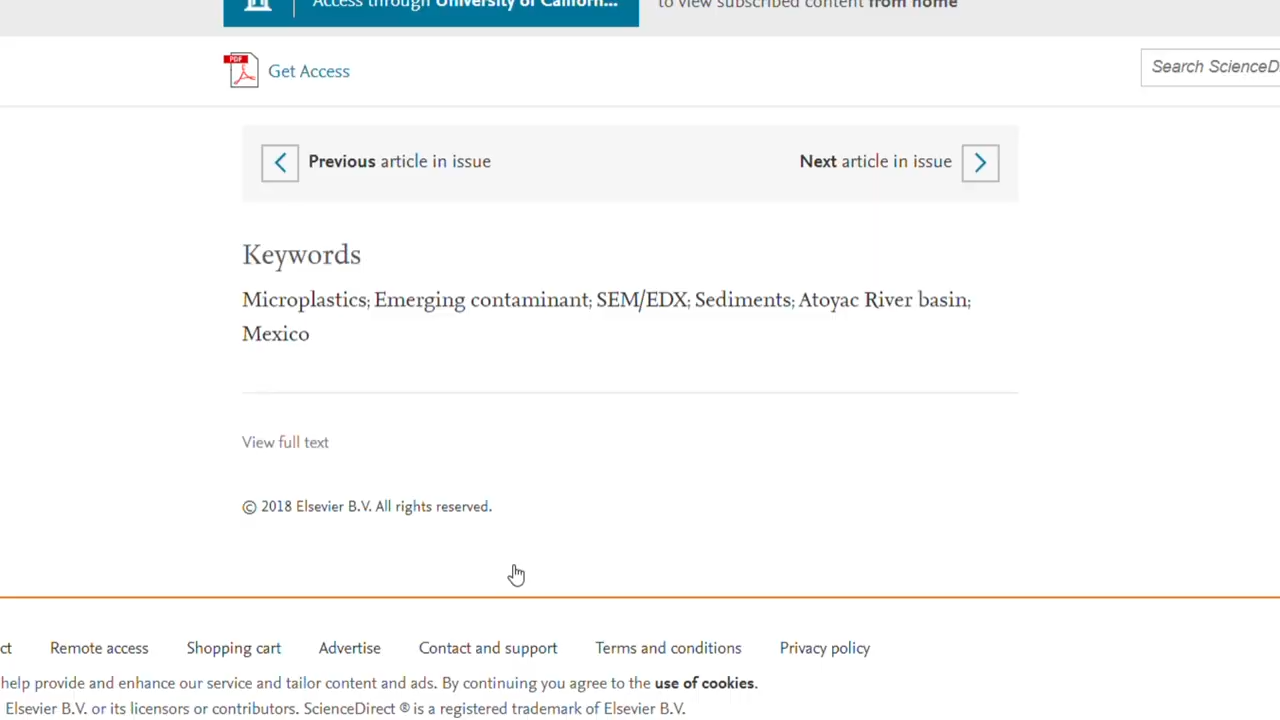 Access through University of Californ...
to view subscribed content from home
PDF
Get Access
Search ScienceD
Previous article in issue
Next article in issue
Keywords
Microplastics; Emerging contaminant; SEM/EDX; Sediments; Atoyac River basin;
Mexico
View full text
© 2018 Elsevier B.V. All rights reserved.
ct Remote access Shopping cart Advertise Contact and support Terms and conditions Privacy policy
help provide and enhance our service and tailor content and ads. By continuing you agree to the use of cookies.
Elsevier B.V. or its licensors or contributors. ScienceDirect ® is a registered trademark of Elsevier B.V.